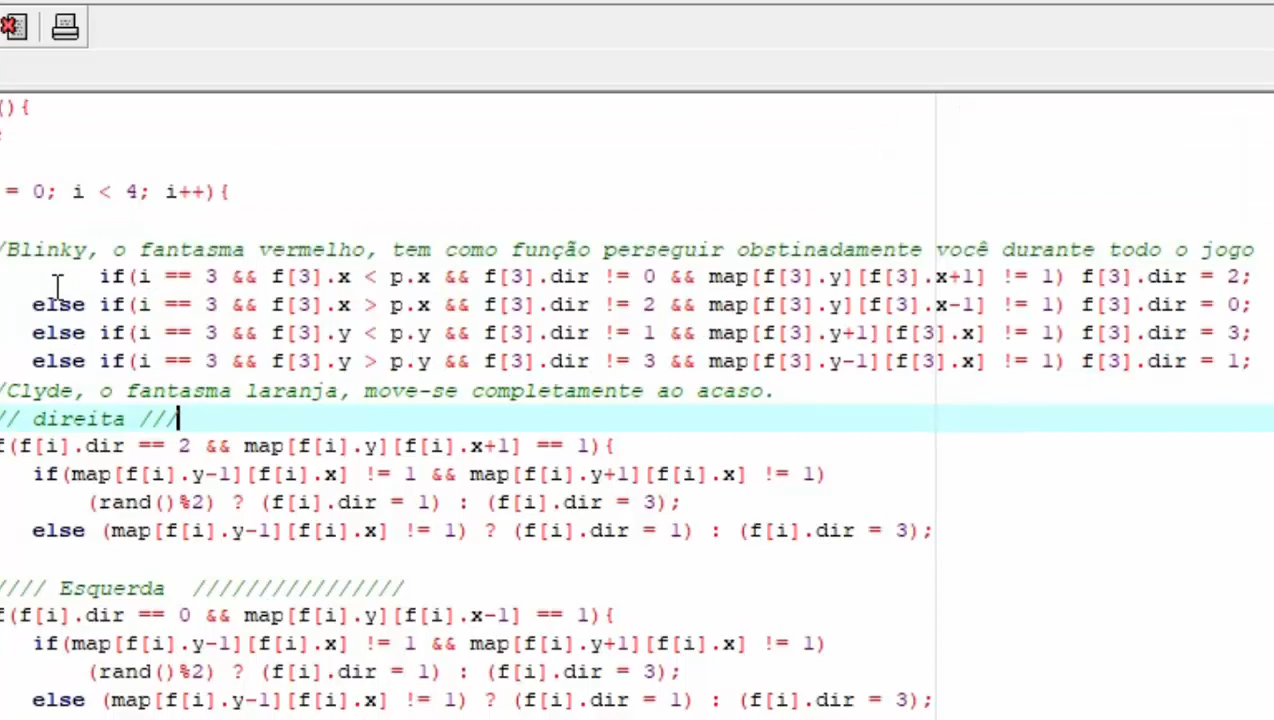 (){
;
= 0; i < 4; i++){
/Blinky, o fantasma vermelho, tem como função perseguir obstinadamente você durante todo o jogo
if(i == 3 && f[3].x < p.x && f[3].dir != 0 && map[f[3].y][f[3].x+1] != 1) f[3].dir = 2;
else if(i == 3 && f[3].x > p.x && f[3].dir != 2 && map[f[3].y][f[3].x-1] != 1) f[3].dir = 0;
else if(i == 3 && f[3].y < p.y && f[3].dir != 1 && map[f[3].y+1][f[3].x] != 1) f[3].dir = 3;
else if(i == 3 && f[3].y > p.y && f[3].dir != 3 && map[f[3].y-1][f[3].x] != 1) f[3].dir = 1;
/Clyde, o fantasma laranja, move-se completamente ao acaso.
// direita ///
f(f[i].dir == 2 && map[f[i].y][f[i].x+1] == 1){
if(map[f[i].y-1][f[i].x] != 1 && map[f[i].y+1][f[i].x] != 1)
(rand()%2) ? (f[i].dir = 1) : (f[i].dir = 3);
else (map[f[i].y-1][f[i].x] != 1) ? (f[i].dir = 1) : (f[i].dir = 3);
//// Esquerda ///////////////
f(f[i].dir == 0 && map[f[i].y][f[i].x-1] == 1){
if(map[f[i].y-1][f[i].x] != 1 && map[f[i].y+1][f[i].x] != 1)
(rand()%2) ? (f[i].dir = 1) : (f[i].dir = 3);
else (map[f[i].y-1][f[i].x] != 1) ? (f[i].dir = 1) : (f[i].dir = 3);